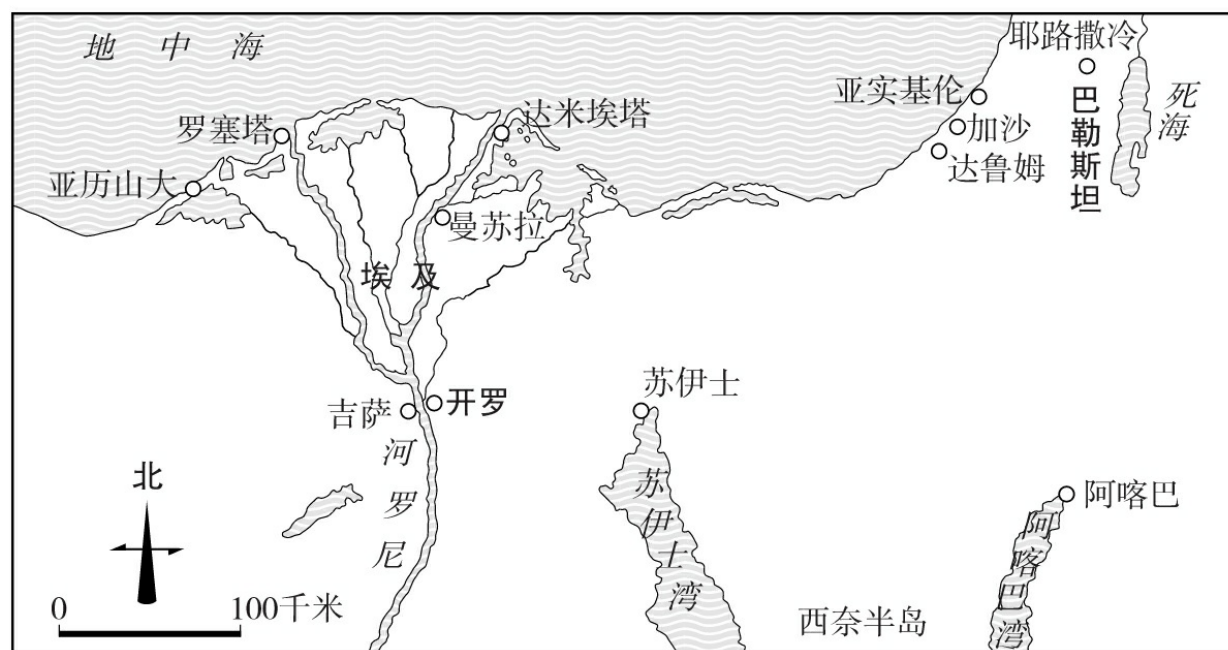 地中海
耶路撒冷
亚实基伦
死海
罗塞塔
达米埃塔
加沙
巴勒斯坦
达鲁姆
亚历山大
曼苏拉
埃及
苏伊士
吉萨
开罗
河罗尼
北
苏伊士湾
阿喀巴
阿喀巴湾
0
100千米
西奈半岛